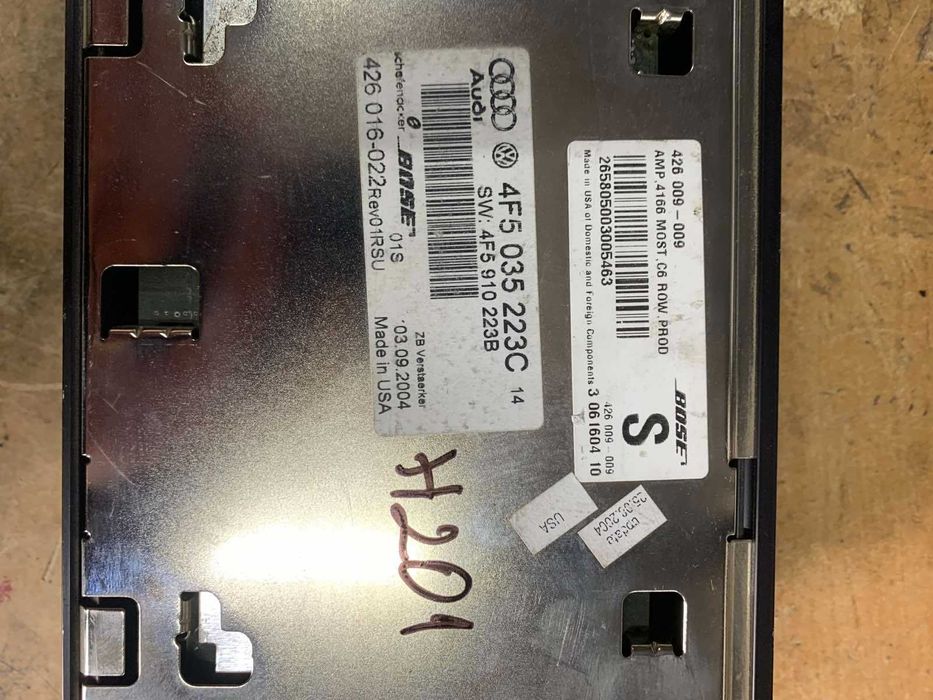 426 009-009
AMP,4166 MOST,C6 ROW,PROD
265805003005463
Made in USA of Domestic and Foreign Components 3 061604 10
BOSE
S
426 009-009
Audi
4F5 035 223C 14
SW: 4F5 910 223B
BOSE 01S
426 016-022Rev01RSU
ZB Verstaerker
03.09.2004
Made in USA
USA
H201